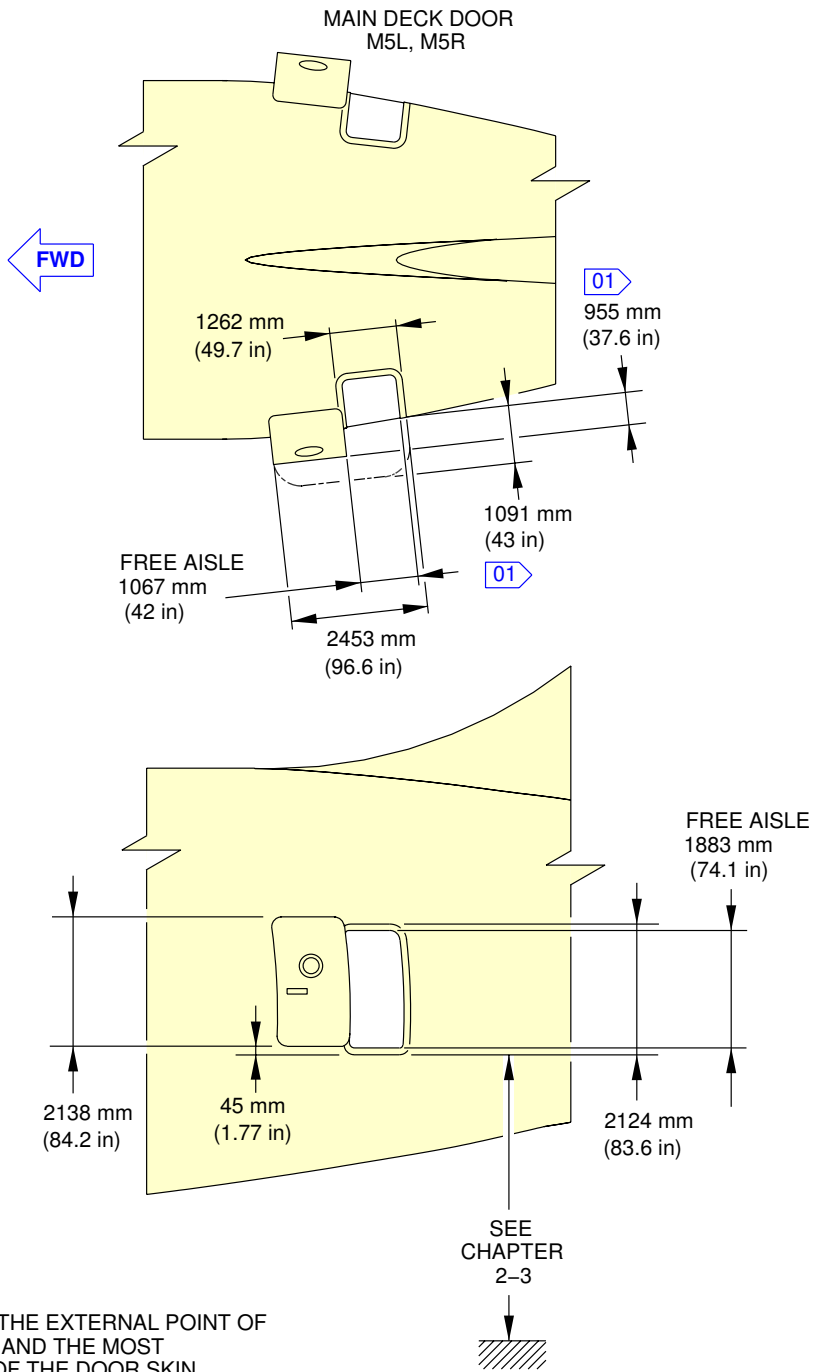 MAIN DECK DOOR
M5L, M5R
FWD
01
955 mm
(37.6 in)
1262 mm
(49.7 in)
1091 mm
(43 in)
01
FREE AISLE
1067 mm
(42 in)
2453 mm
(96.6 in)
FREE AISLE
1883 mm
(74.1 in)
2138 mm
(84.2 in)
45 mm
(1.77 in)
2124 mm
(83.6 in)
SEE
CHAPTER
2–3
THE EXTERNAL POINT OF
AND THE MOST
OF THE DOOR SKIN